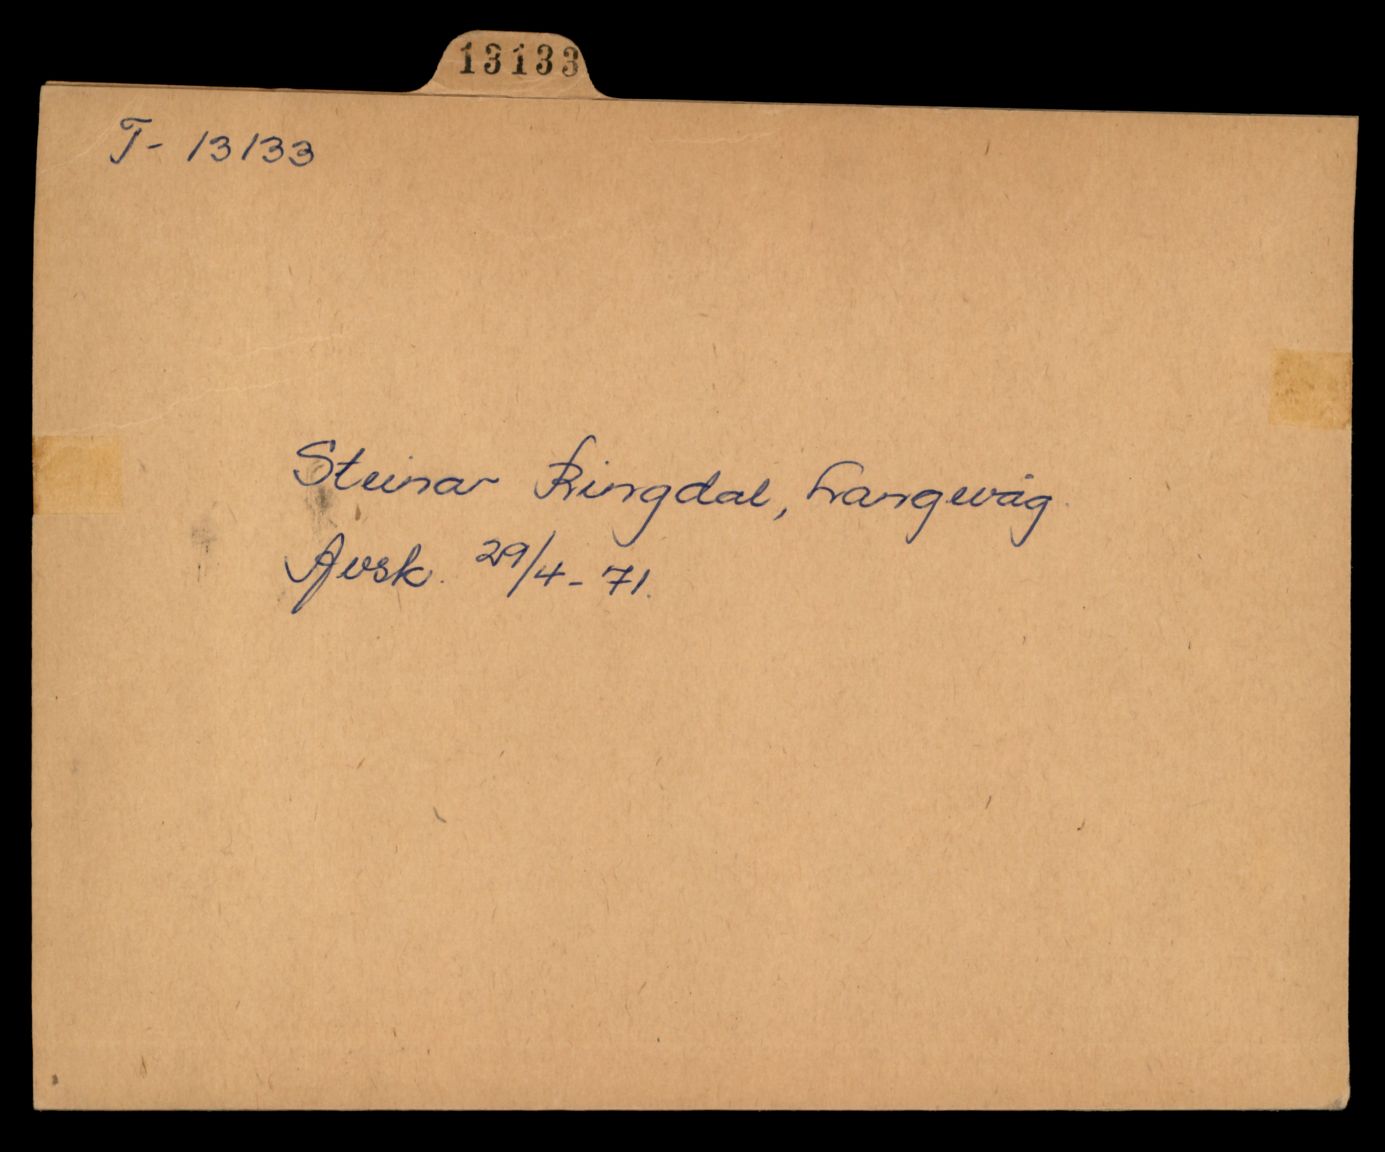 13133
T- 13133
Steinar Ringdal, Langevåg.
Avsk. 29/4-71.